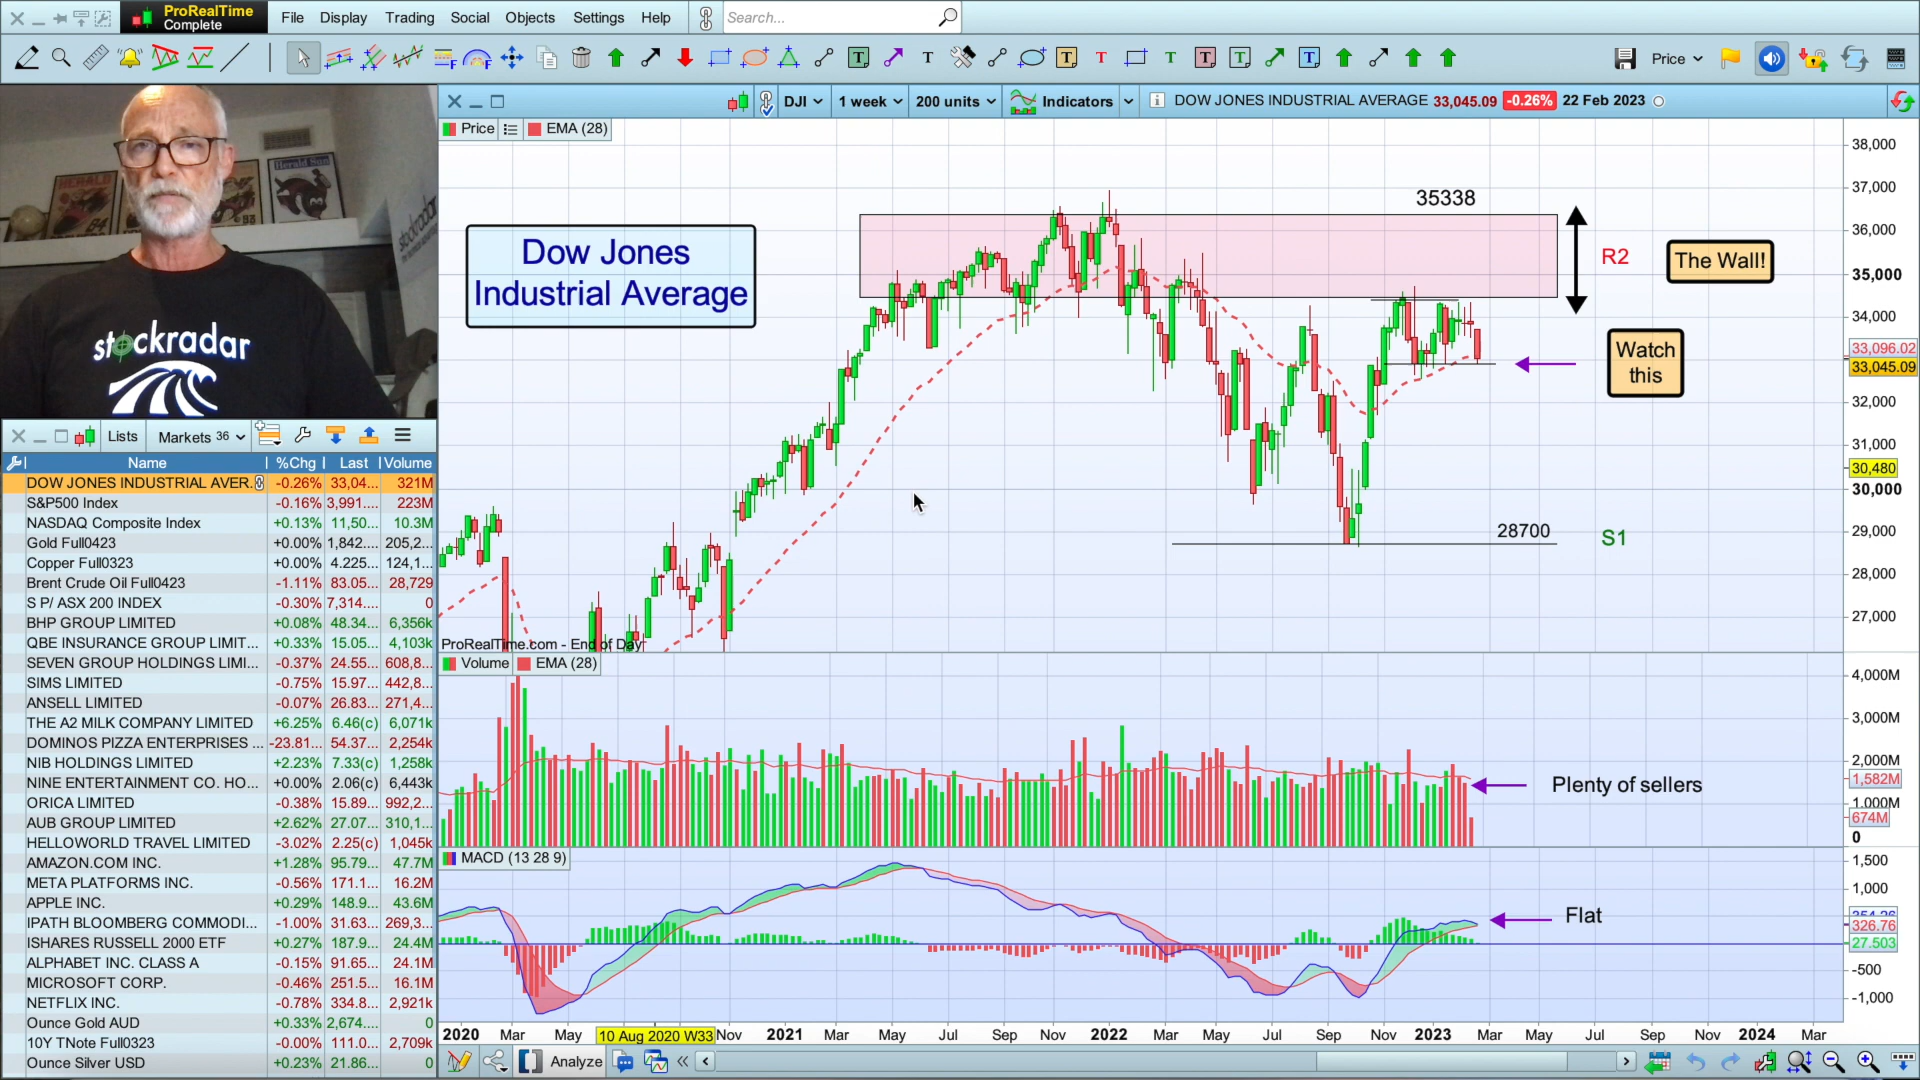 ProRealTime
Complete
File Display Trading Social Objects Settings Help
Search...
Price
DJI 1 week 200 units Indicators DOW JONES INDUSTRIAL AVERAGE 33,045.09 -0.26% 22 Feb 2023
Price EMA (28)
stockradar
Dow Jones
Industrial Average
35338
R2
The Wall!
Watch
this
28700
S1
38,000
37,000
36,000
35,000
34,000
33,096.02
33,045.09
32,000
31,000
30,480
30,000
29,000
28,000
27,000
ProRealTime.com - End of Day
Volume EMA (28)
Plenty of sellers
4,000M
3,000M
2,000M
1,582M
1,000M
674M
0
MACD (13 28 9)
Flat
1,500
1,000
326.76
27.503
-500
-1,000
2020 Mar May 10 Aug 2020 W33 Nov 2021 Mar May Jul Sep Nov 2022 Mar May Jul Sep Nov 2023 Mar May Jul Sep Nov 2024 Mar
Analyze
Lists Markets 36
Name %Chg Last Volume
DOW JONES INDUSTRIAL AVER. -0.26% 33,04... 321M
S&P500 Index -0.16% 3,991.... 223M
NASDAQ Composite Index +0.13% 11,50... 10.3M
Gold Full0423 +0.00% 1,842.... 205,2...
Copper Full0323 +0.00% 4.225... 124,1...
Brent Crude Oil Full0423 -1.11% 83.05... 28,729
S P/ ASX 200 INDEX -0.30% 7,314.... 0
BHP GROUP LIMITED +0.08% 48.34... 6,356k
QBE INSURANCE GROUP LIMIT... +0.33% 15.05... 4,103k
SEVEN GROUP HOLDINGS LIMI... -0.37% 24.55... 608,8...
SIMS LIMITED -0.75% 15.97... 442,8...
ANSELL LIMITED -0.07% 26.83... 271,4...
THE A2 MILK COMPANY LIMITED +6.25% 6.46(c) 6,071k
DOMINOS PIZZA ENTERPRISES ... -23.81... 54.37... 2,254k
NIB HOLDINGS LIMITED +2.23% 7.33(c) 1,258k
NINE ENTERTAINMENT CO. HO... +0.00% 2.06(c) 6,443k
ORICA LIMITED -0.38% 15.89... 992,2...
AUB GROUP LIMITED +2.62% 27.07... 310,1...
HELLOWORLD TRAVEL LIMITED -3.02% 2.25(c) 1,045k
AMAZON.COM INC. +1.28% 95.79... 47.7M
META PLATFORMS INC. -0.56% 171.1... 16.2M
APPLE INC. +0.29% 148.9... 43.6M
IPATH BLOOMBERG COMMODI... -1.00% 31.63... 269,3...
ISHARES RUSSELL 2000 ETF +0.27% 187.9... 24.4M
ALPHABET INC. CLASS A -0.15% 91.65... 24.1M
MICROSOFT CORP. -0.46% 251.5... 16.1M
NETFLIX INC. -0.78% 334.8... 2,921k
Ounce Gold AUD +0.33% 2,674.... 0
10Y TNote Full0323 -0.00% 111.0... 2,709k
Ounce Silver USD +0.23% 21.86... 0